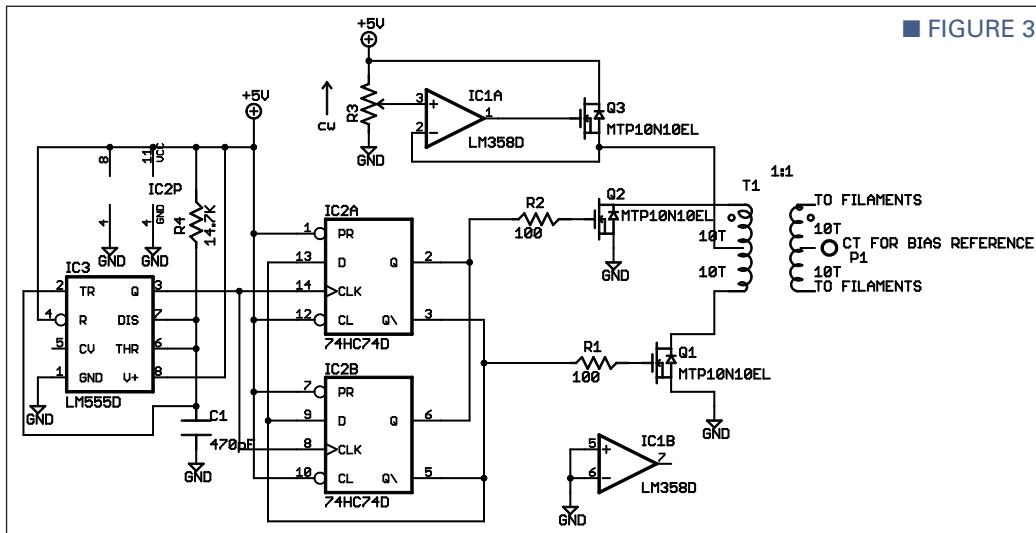 ■ FIGURE 3
+5V
+5V
CW
R3
3
2
IC1A
1
LM358D
GND
Q3
MTP10N10EL
8
11
VCC
IC2P
4
4
GND
GND
GND
R4
14.7K
IC3
2
TR
Q
3
4
R
DIS
7
5
CV
THR
6
1
GND
V+
8
LM555D
GND
C1
470pF
GND
IC2A
1
PR
13
D
Q
2
14
CLK
12
CL
Q\
3
74HC74D
IC2B
7
PR
9
D
Q
6
8
CLK
10
CL
Q\
5
74HC74D
R2
100
Q2
MTP10N10EL
GND
R1
100
Q1
MTP10N10EL
GND
5
6
IC1B
7
LM358D
GND
T1
1:1
10T
10T
TO FILAMENTS
10T
CT FOR BIAS REFERENCE
P1
10T
TO FILAMENTS